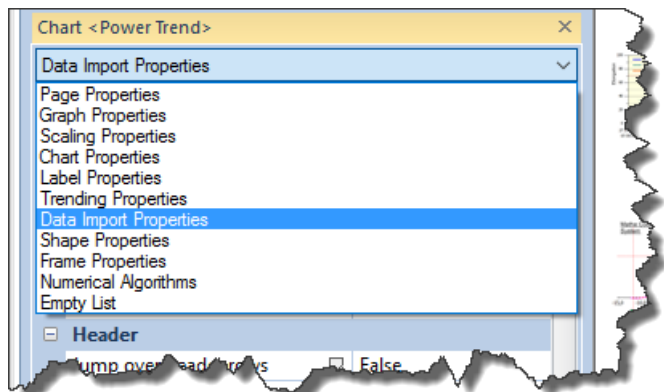 Chart <Power Trend>
Data Import Properties
Page Properties
Graph Properties
Scaling Properties
Chart Properties
Label Properties
Trending Properties
Data Import Properties
Shape Properties
Frame Properties
Numerical Algorithms
Empty List
Header
False